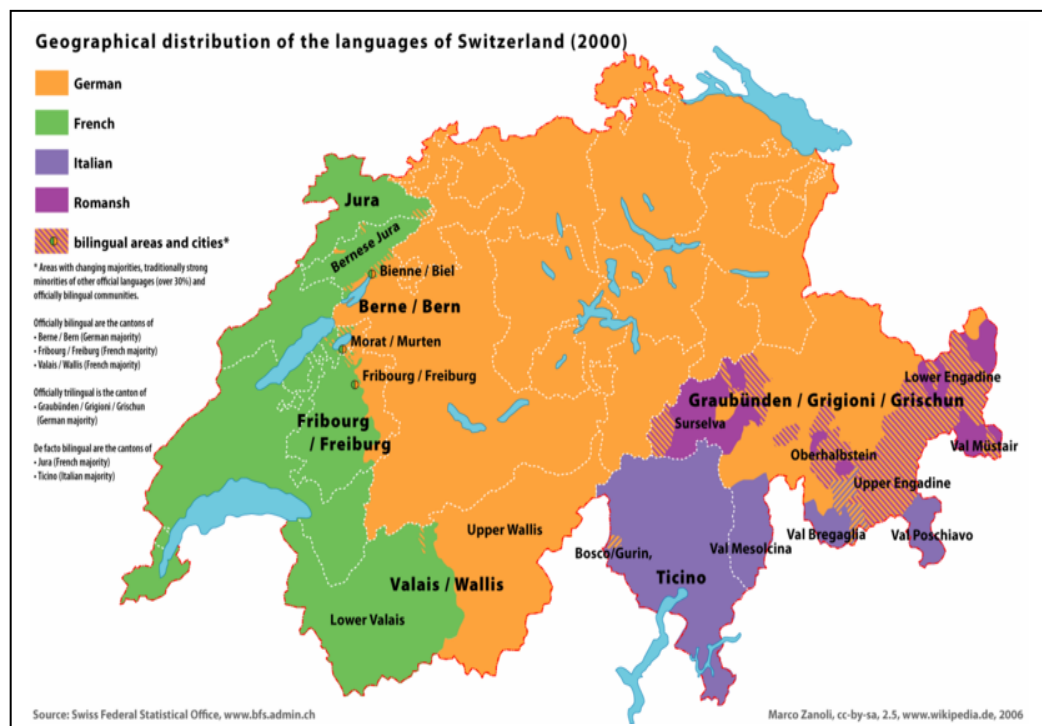 Geographical distribution of the languages of Switzerland (2000)
German
French
Italian
Romansh
bilingual areas and cities*
* Areas with changing majorities, traditionally strong
minorities of other official languages (over 30%) and
officially bilingual communities.
Officially bilingual are the cantons of
• Berne / Bern (German majority)
• Fribourg / Freiburg (French majority)
• Valais / Wallis (French majority)
Officially trilingual is the canton of
• Graubünden / Grigioni / Grischun
(German majority)
De facto bilingual are the cantons of
• Jura (French majority)
• Ticino (Italian majority)
Jura
Bernese Jura
Bienne / Biel
Berne / Bern
Morat / Murten
Fribourg / Freiburg
Fribourg
/ Freiburg
Lower Engadine
Graubünden / Grigioni / Grischun
Surselva
Val Müstair
Oberhalbstein
Upper Engadine
Upper Wallis
Val Bregaglia
Val Poschiavo
Bosco/Gurin,
Val Mesolcina
Ticino
Valais / Wallis
Lower Valais
Source: Swiss Federal Statistical Office, www.bfs.admin.ch
Marco Zanoli, cc-by-sa, 2.5, www.wikipedia.de, 2006